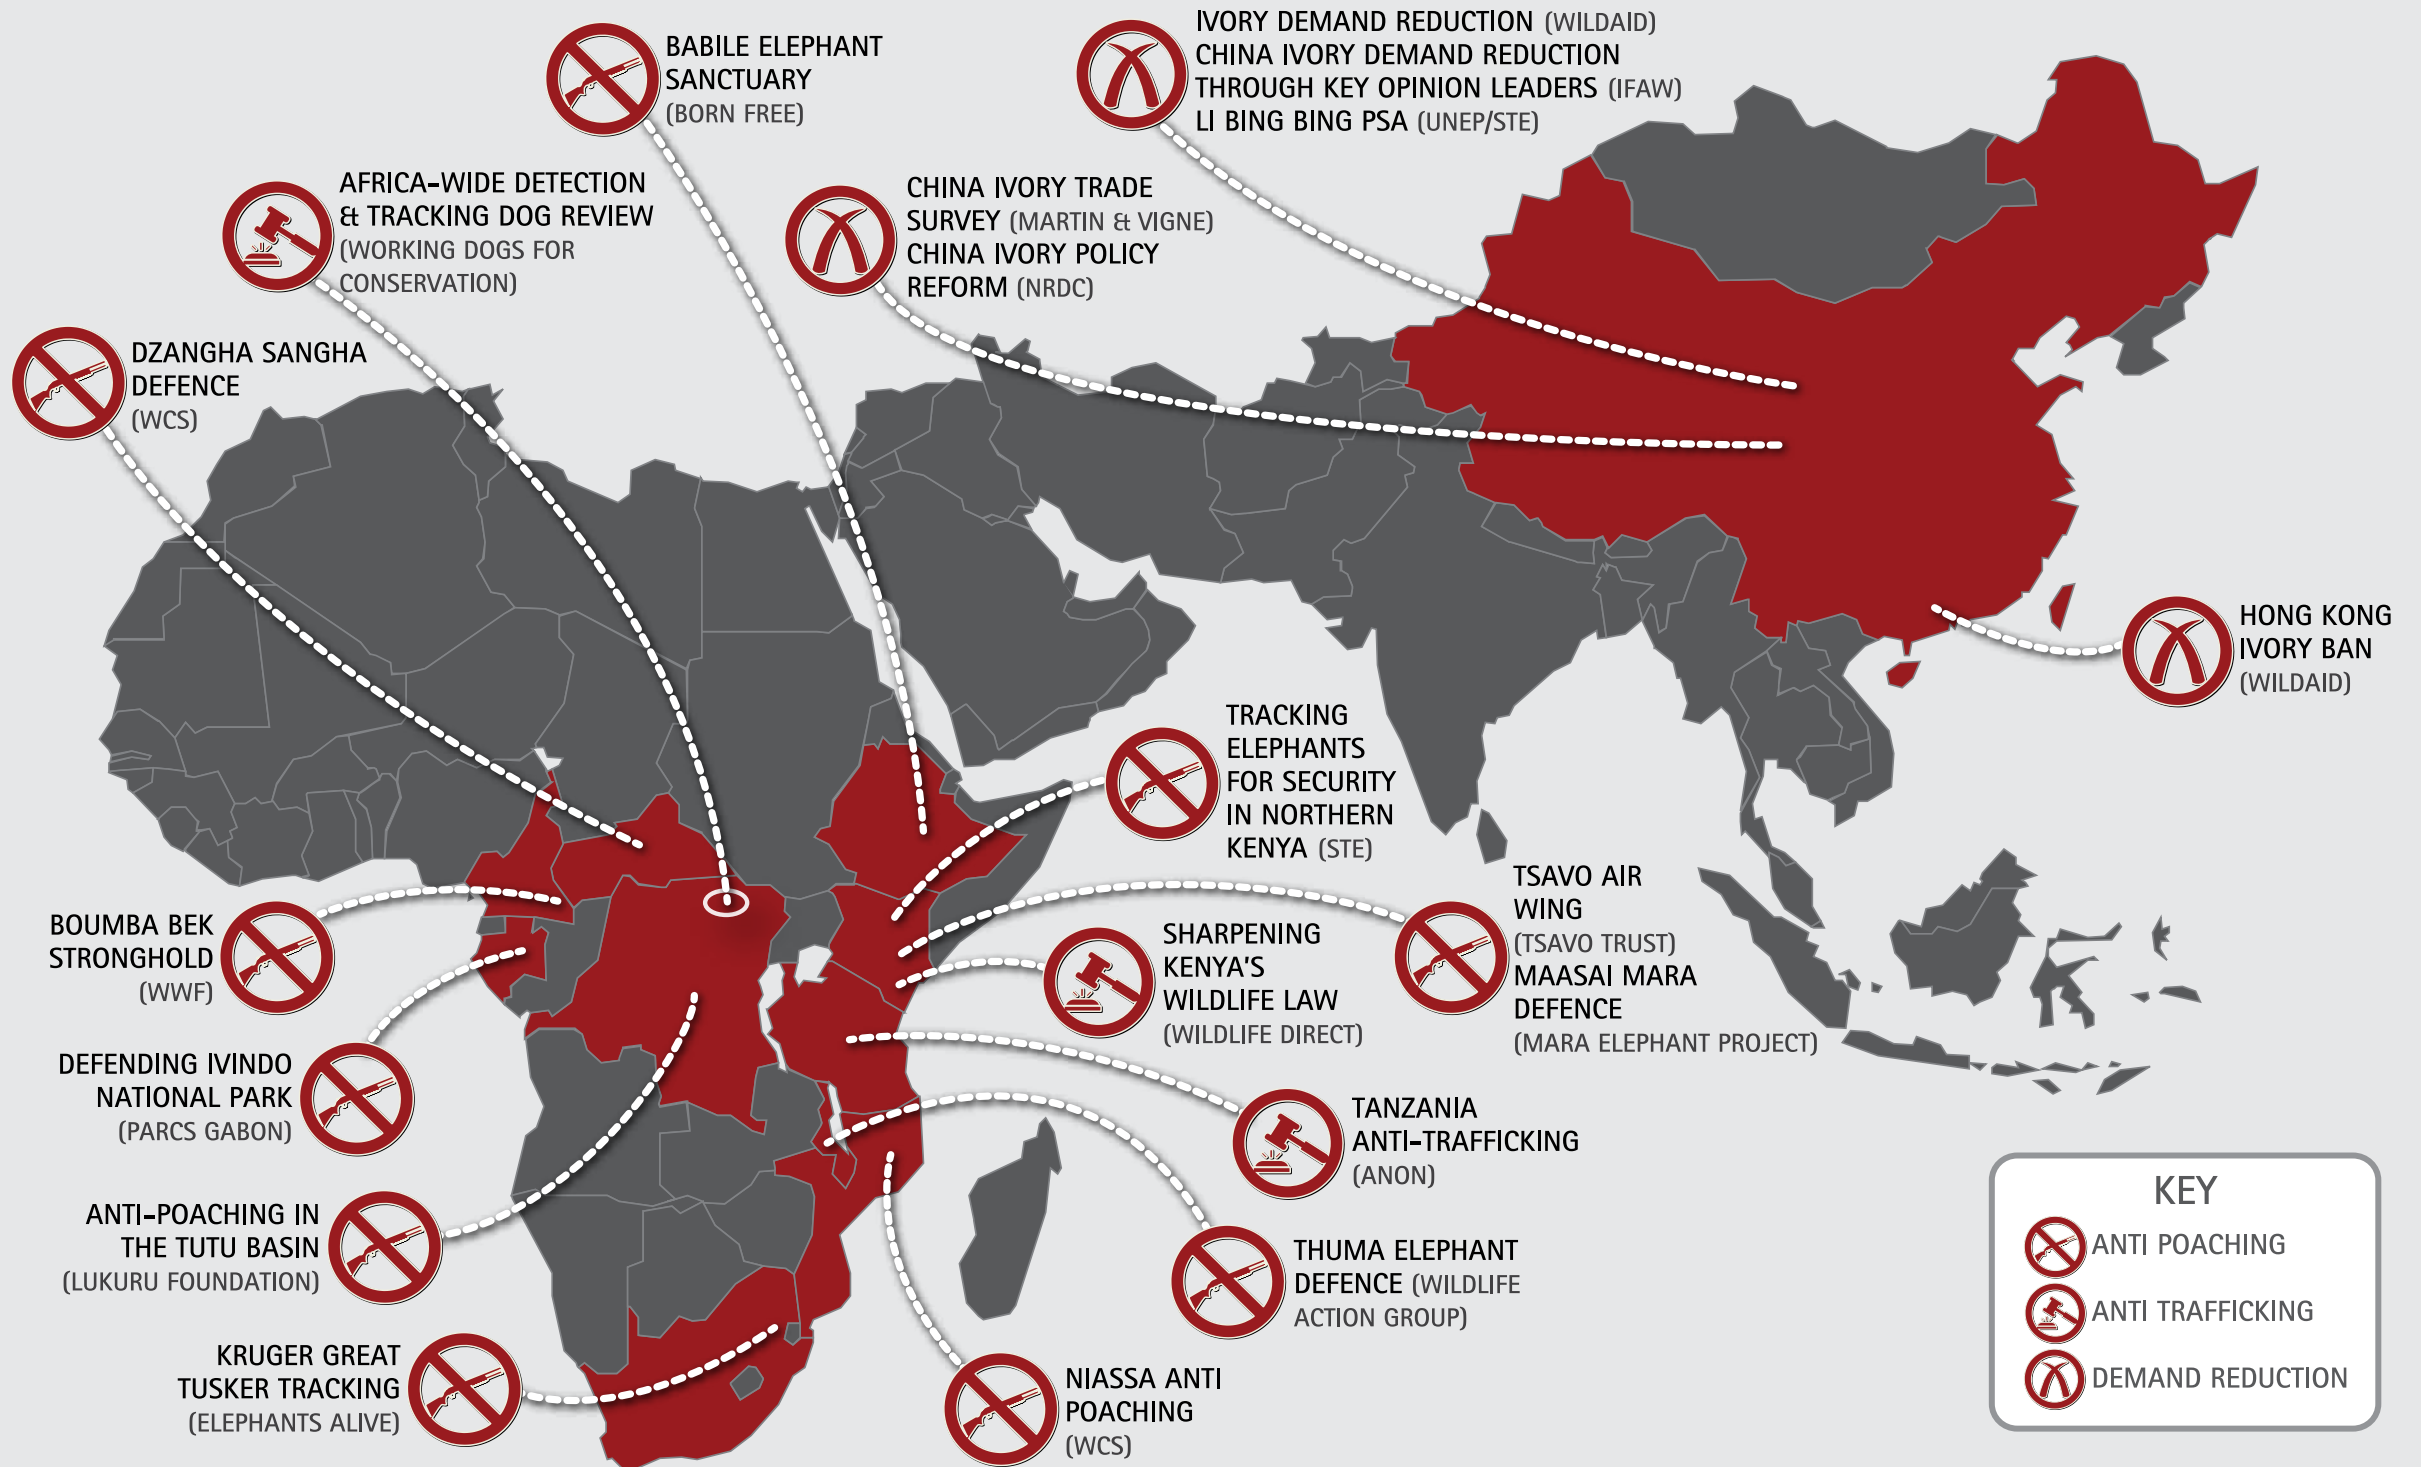 BABILE ELEPHANT
SANCTUARY
(BORN FREE)
IVORY DEMAND REDUCTION (WILDAID)
CHINA IVORY DEMAND REDUCTION
THROUGH KEY OPINION LEADERS (IFAW)
LI BING BING PSA (UNEP/STE)
AFRICA-WIDE DETECTION
& TRACKING DOG REVIEW
(WORKING DOGS FOR
CONSERVATION)
CHINA IVORY TRADE
SURVEY (MARTIN & VIGNE)
CHINA IVORY POLICY
REFORM (NRDC)
DZANGHA SANGHA
DEFENCE
(WCS)
HONG KONG
IVORY BAN
(WILDAID)
TRACKING
ELEPHANTS
FOR SECURITY
IN NORTHERN
KENYA (STE)
TSAVO AIR
WING
(TSAVO TRUST)
MAASAI MARA
DEFENCE
(MARA ELEPHANT PROJECT)
SHARPENING
KENYA'S
WILDLIFE LAW
(WILDLIFE DIRECT)
BOUMBA BEK
STRONGHOLD
(WWF)
DEFENDING IVINDO
NATIONAL PARK
(PARCS GABON)
TANZANIA
ANTI-TRAFFICKING
(ANON)
ANTI-POACHING IN
THE TUTU BASIN
(LUKURU FOUNDATION)
THUMA ELEPHANT
DEFENCE (WILDLIFE
ACTION GROUP)
KRUGER GREAT
TUSKER TRACKING
(ELEPHANTS ALIVE)
NIASSA ANTI
POACHING
(WCS)
KEY
ANTI POACHING
ANTI TRAFFICKING
DEMAND REDUCTION